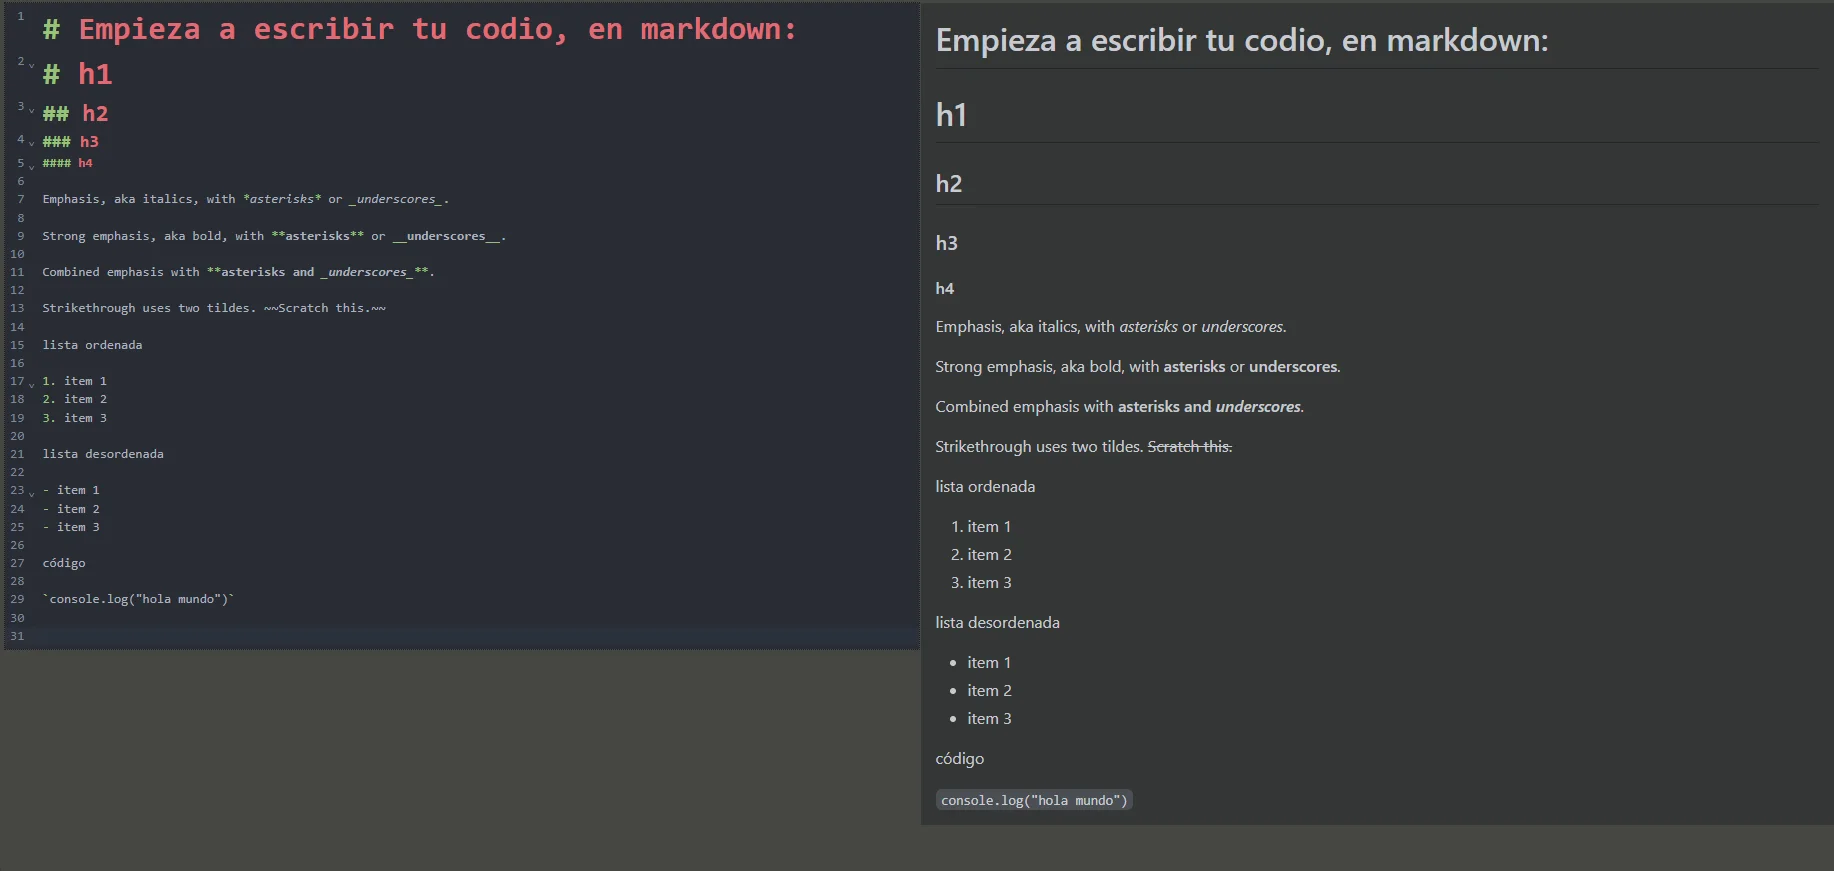 1 # Empieza a escribir tu codio, en markdown:
2 # h1
3 ## h2
4 ### h3
5 #### h4
6
7 Emphasis, aka italics, with *asterisks* or _underscores_.
8
9 Strong emphasis, aka bold, with **asterisks** or __underscores__.
10
11 Combined emphasis with **asterisks and _underscores_**.
12
13 Strikethrough uses two tildes. ~~Scratch this.~~
14
15 lista ordenada
16
17 1. item 1
18 2. item 2
19 3. item 3
20
21 lista desordenada
22
23 - item 1
24 - item 2
25 - item 3
26
27 código
28
29 `console.log("hola mundo")`
30
31
Empieza a escribir tu codio, en markdown:
h1
h2
h3
h4
Emphasis, aka italics, with asterisks or underscores.
Strong emphasis, aka bold, with asterisks or underscores.
Combined emphasis with asterisks and underscores.
Strikethrough uses two tildes. Scratch this.
lista ordenada
1. item 1
2. item 2
3. item 3
lista desordenada
• item 1
• item 2
• item 3
código
console.log("hola mundo")